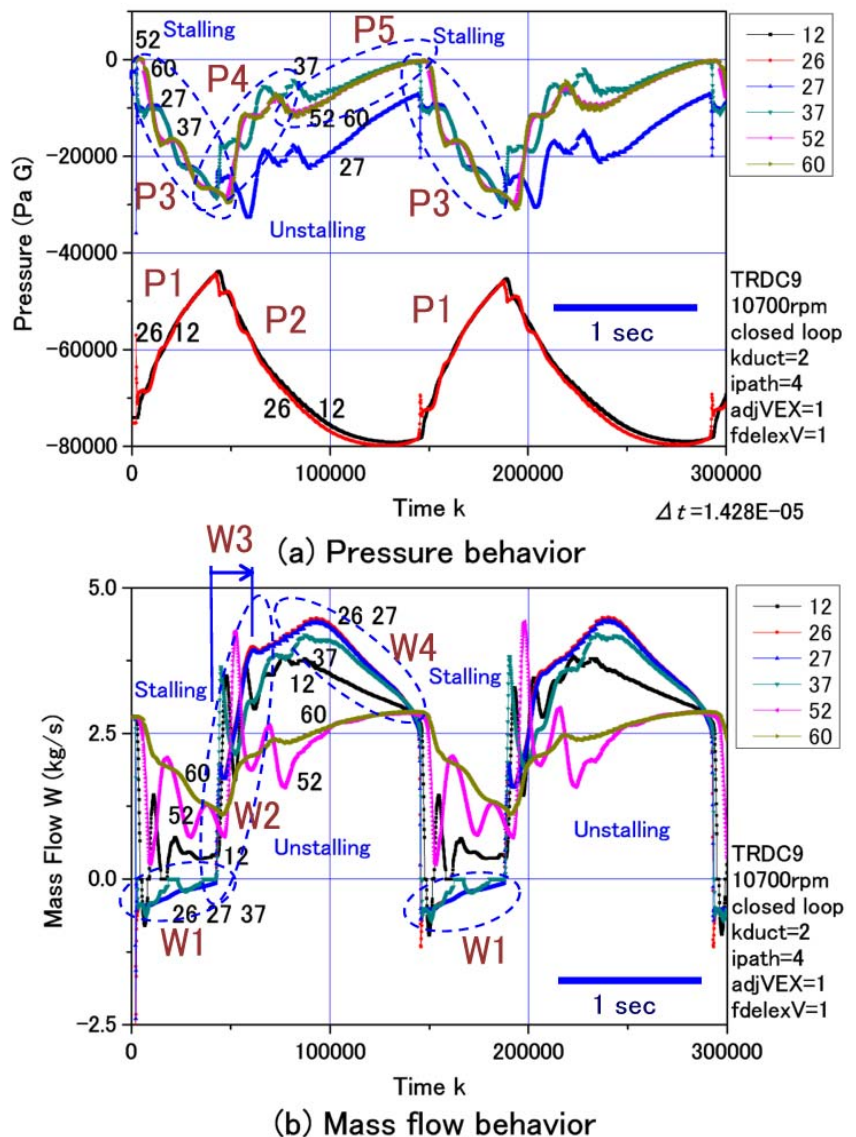 52
Stalling
P5
Stalling
60
P4
37
27
37
52 60
27
P3
P3
Unstalling
P1
P2
P1
26 12
26 12
1 sec
0
-20000
-40000
-60000
-80000
Pressure (Pa G)
0
100000
200000
300000
Time k
Δt=1.428E-05
12
26
27
37
52
60
TRDC9
10700rpm
closed loop
kduct=2
ipath=4
adjVEX=1
fdelexV=1
(a) Pressure behavior
W3
26 27
W4
37
Stalling
12
Stalling
60
60
52
52
W2
12
Unstalling
Unstalling
26 27 37
W1
W1
1 sec
5.0
2.5
0.0
-2.5
Mass Flow W (kg/s)
0
100000
200000
300000
Time k
12
26
27
37
52
60
TRDC9
10700rpm
closed loop
kduct=2
ipath=4
adjVEX=1
fdelexV=1
(b) Mass flow behavior